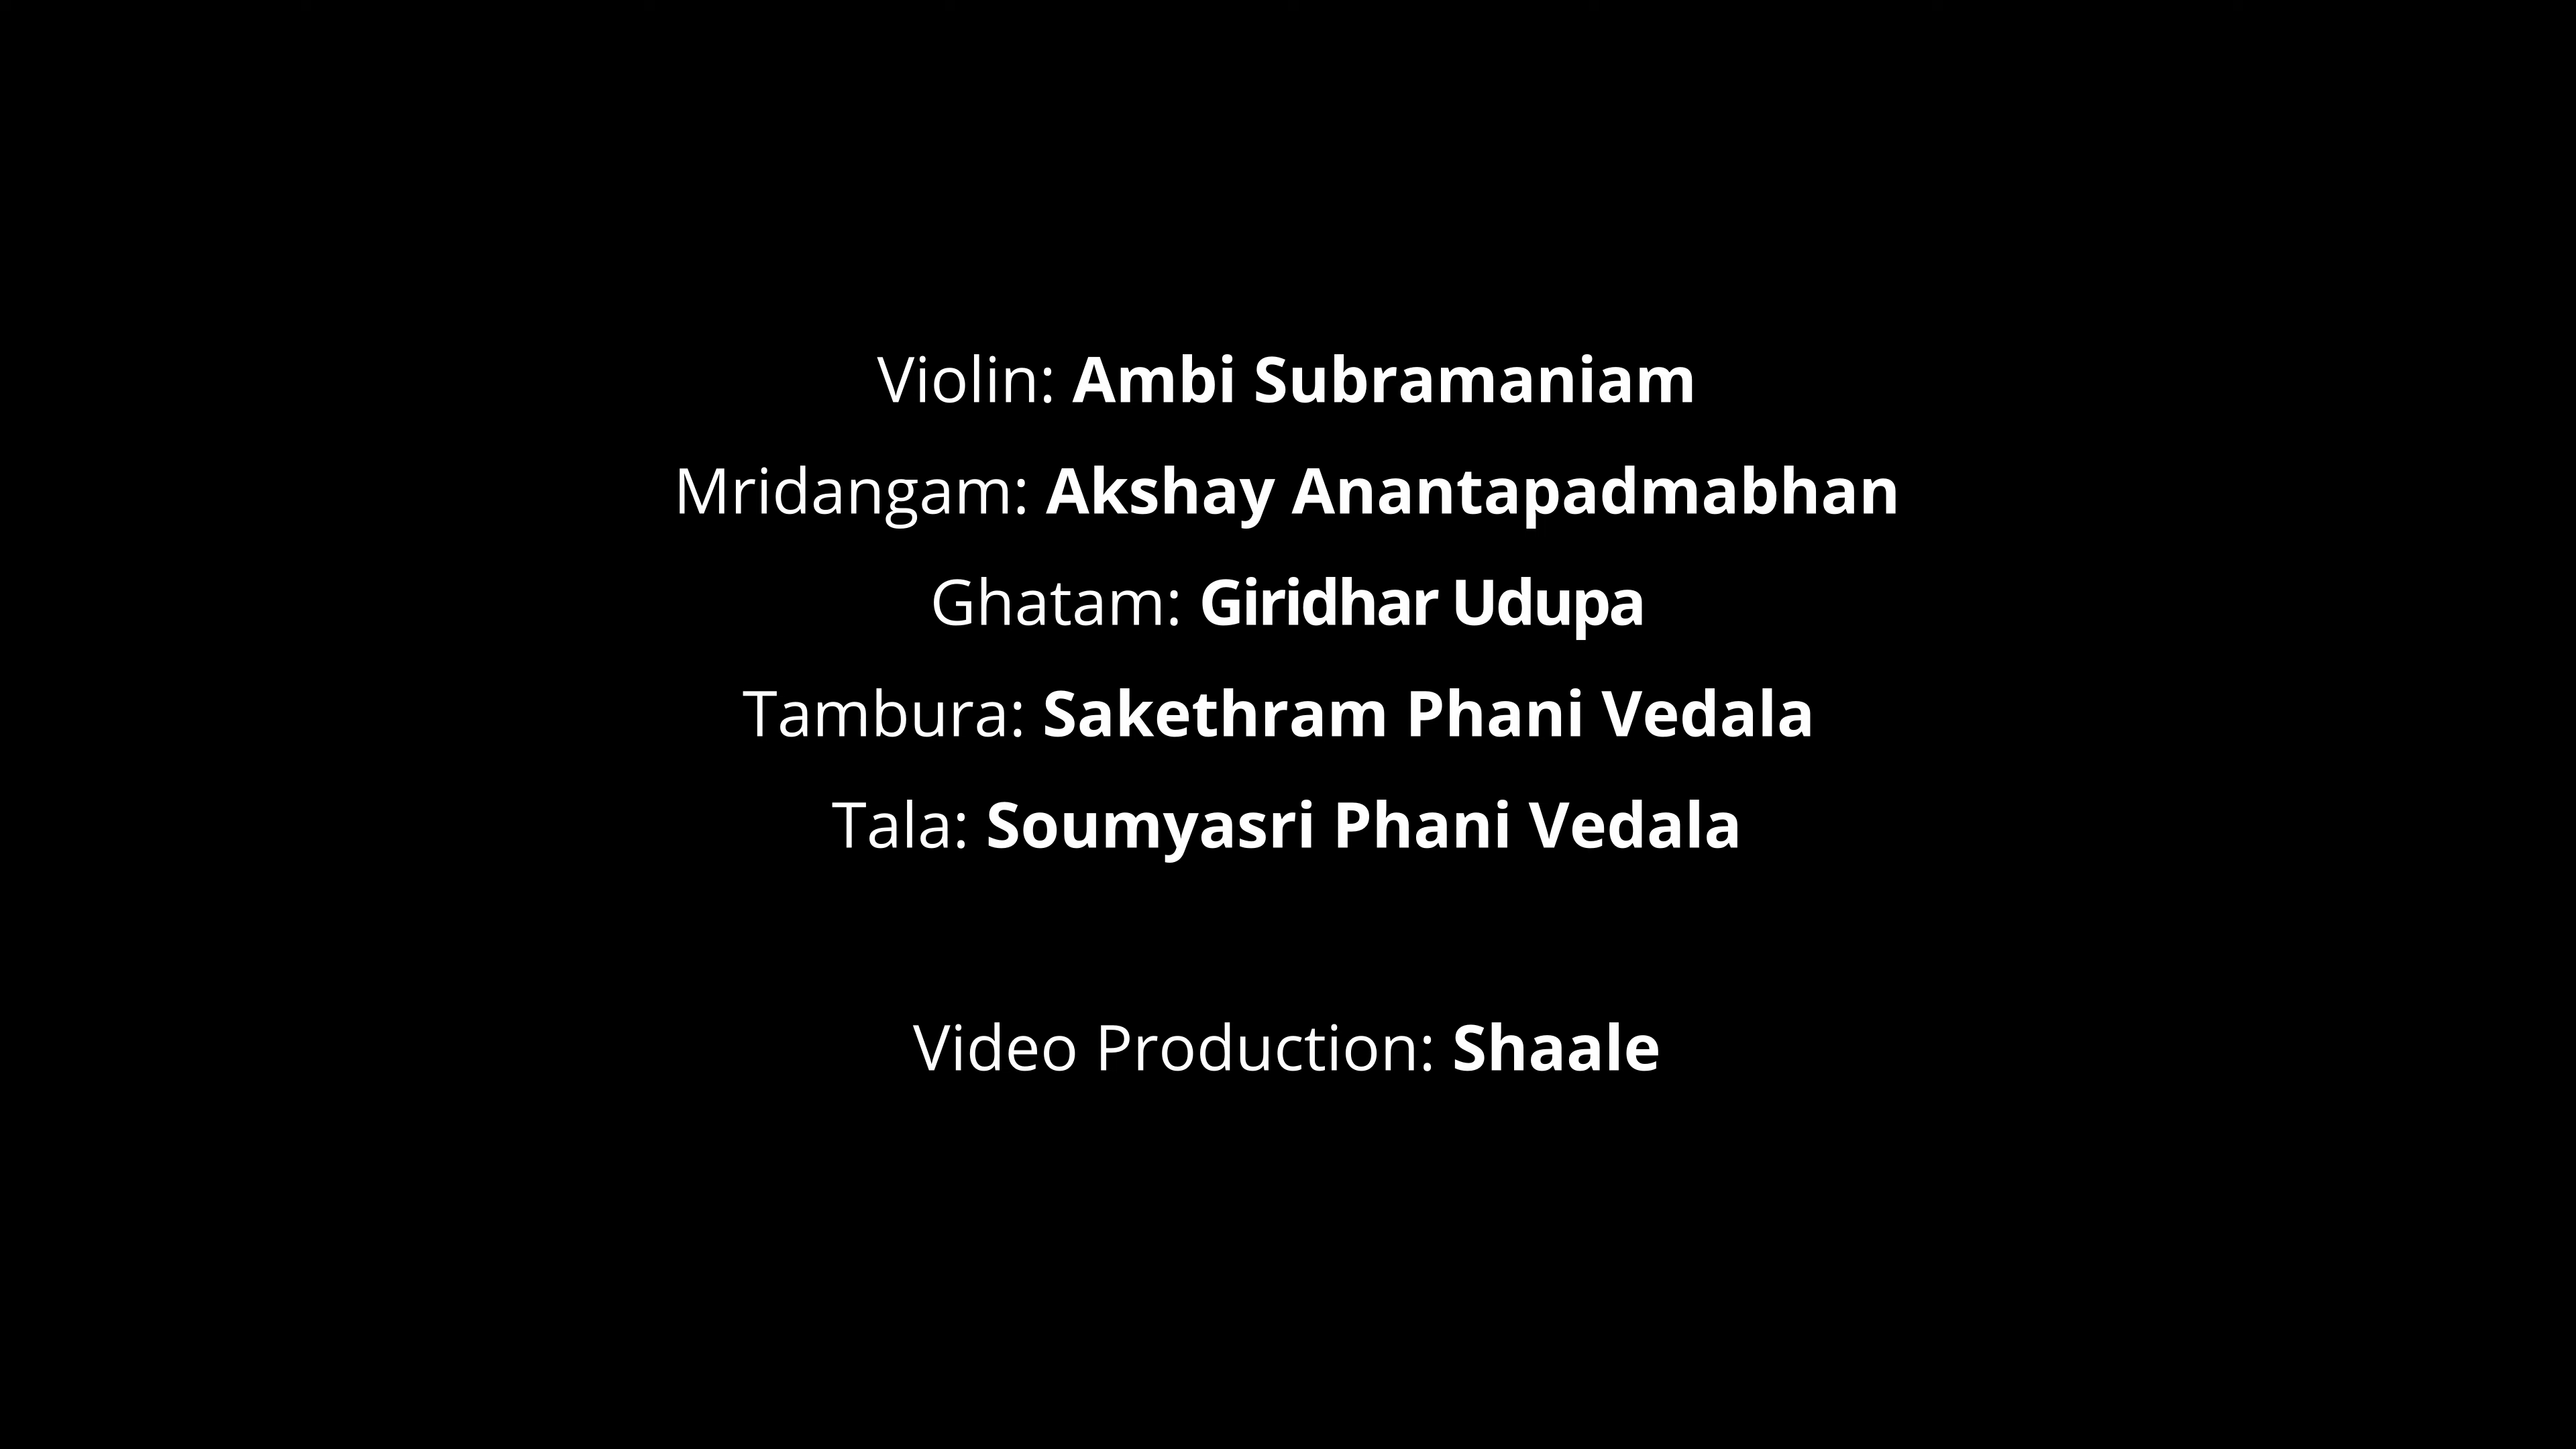 Violin: Ambi Subramaniam
Mridangam: Akshay Anantapadmabhan
Ghatam: Giridhar Udupa
Tambura: Sakethram Phani Vedala
Tala: Soumyasri Phani Vedala
Video Production: Shaale